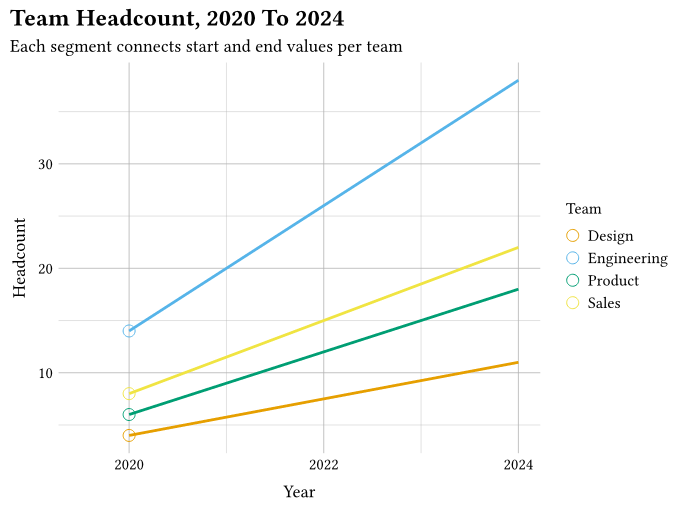 Team Headcount, 2020 To 2024
Each segment connects start and end values per team
Headcount
30
20
10
2020
2022
2024
Year
Team
Design
Engineering
Product
Sales